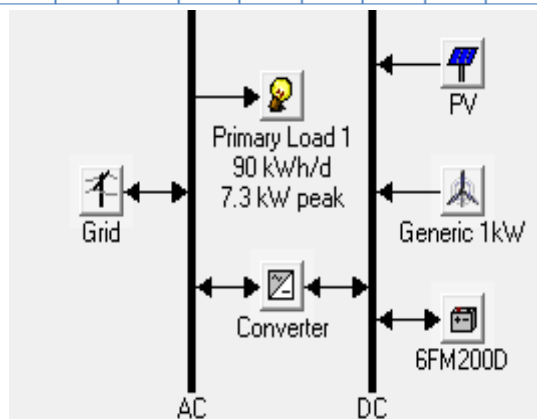 Primary Load 1
90 kWh/d
7.3 kW peak
PV
Grid
Generic 1kW
Converter
6FM200D
AC
DC